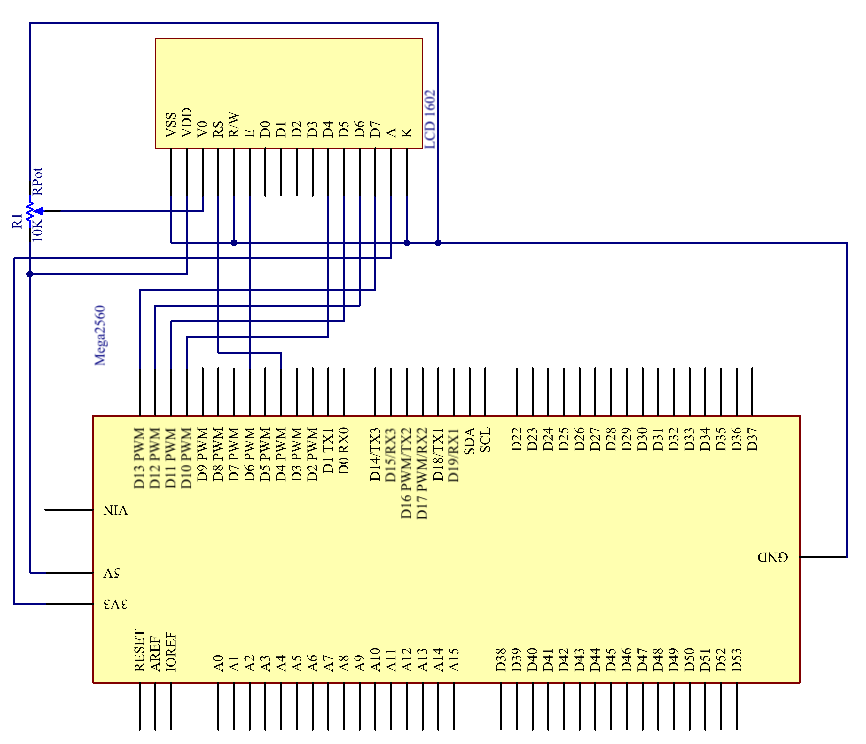 VSS
VDD
V0
RS
R/W
E
D0
D1
D2
D3
D4
D5
D6
D7
A
K
LCD 1602
RPot
R1
10K
Mega2560
D13 PWM
D12 PWM
D11 PWM
D10 PWM
D9 PWM
D8 PWM
D7 PWM
D6 PWM
D5 PWM
D4 PWM
D3 PWM
D2 PWM
D1 TX1
D0 RX0
D14/TX3
D15/RX3
D16 PWM/TX2
D17 PWM/RX2
D18/TX1
D19/RX1
SDA
SCL
D22
D23
D24
D25
D26
D27
D28
D29
D30
D31
D32
D33
D34
D35
D36
D37
VIN
5V
3V3
GND
RESET
AREF
IOREF
A0
A1
A2
A3
A4
A5
A6
A7
A8
A9
A10
A11
A12
A13
A14
A15
D38
D39
D40
D41
D42
D43
D44
D45
D46
D47
D48
D49
D50
D51
D52
D53